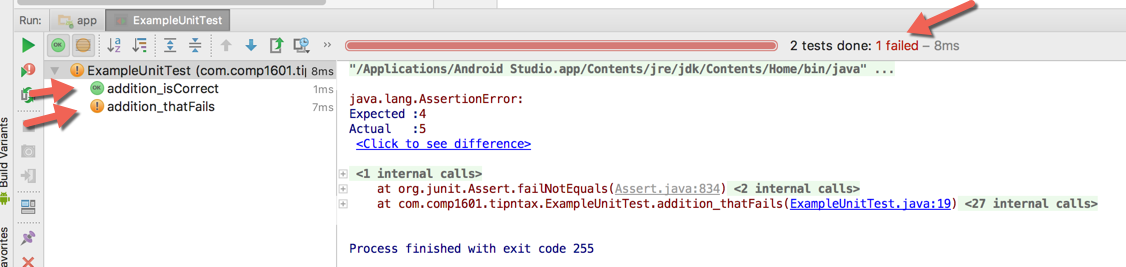 Run: app ExampleUnitTest
2 tests done: 1 failed – 8ms
ExampleUnitTest (com.comp1601.tip 8ms
addition_isCorrect 1ms
addition_thatFails 7ms
"/Applications/Android Studio.app/Contents/jre/jdk/Contents/Home/bin/java" ...
java.lang.AssertionError:
Expected :4
Actual :5
<Click to see difference>
<1 internal calls>
at org.junit.Assert.failNotEquals(Assert.java:834) <2 internal calls>
at com.comp1601.tipntax.ExampleUnitTest.addition_thatFails(ExampleUnitTest.java:19) <27 internal calls>
Process finished with exit code 255
Build Variants
avorites